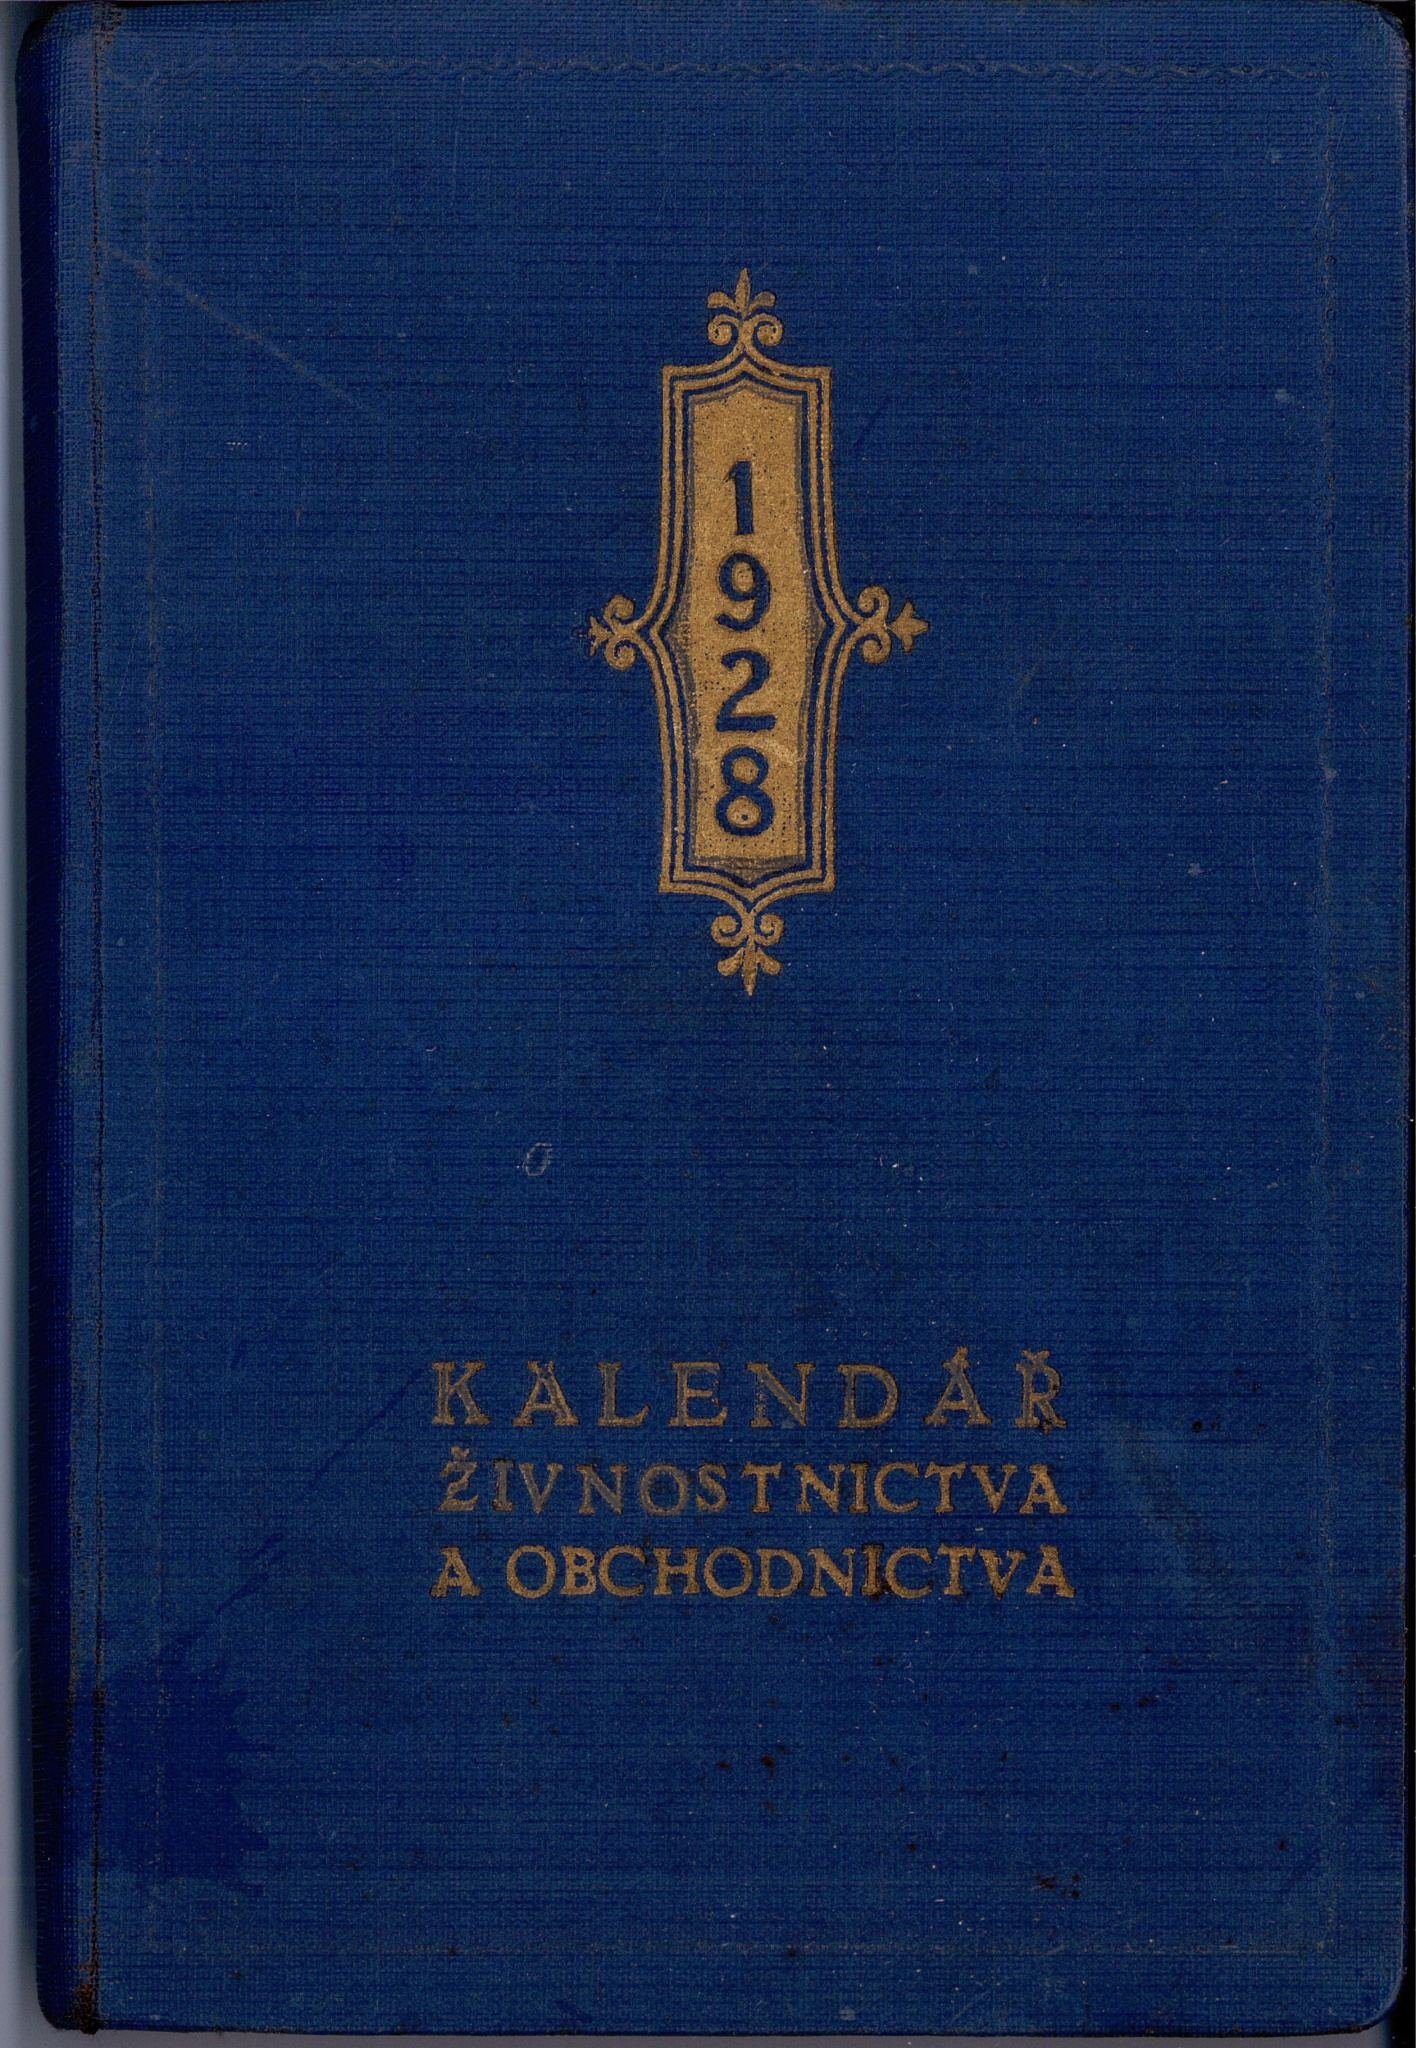 1928
KALENDÁŘ
ŽIVNOSTNICTVA
A OBCHODNICTVA